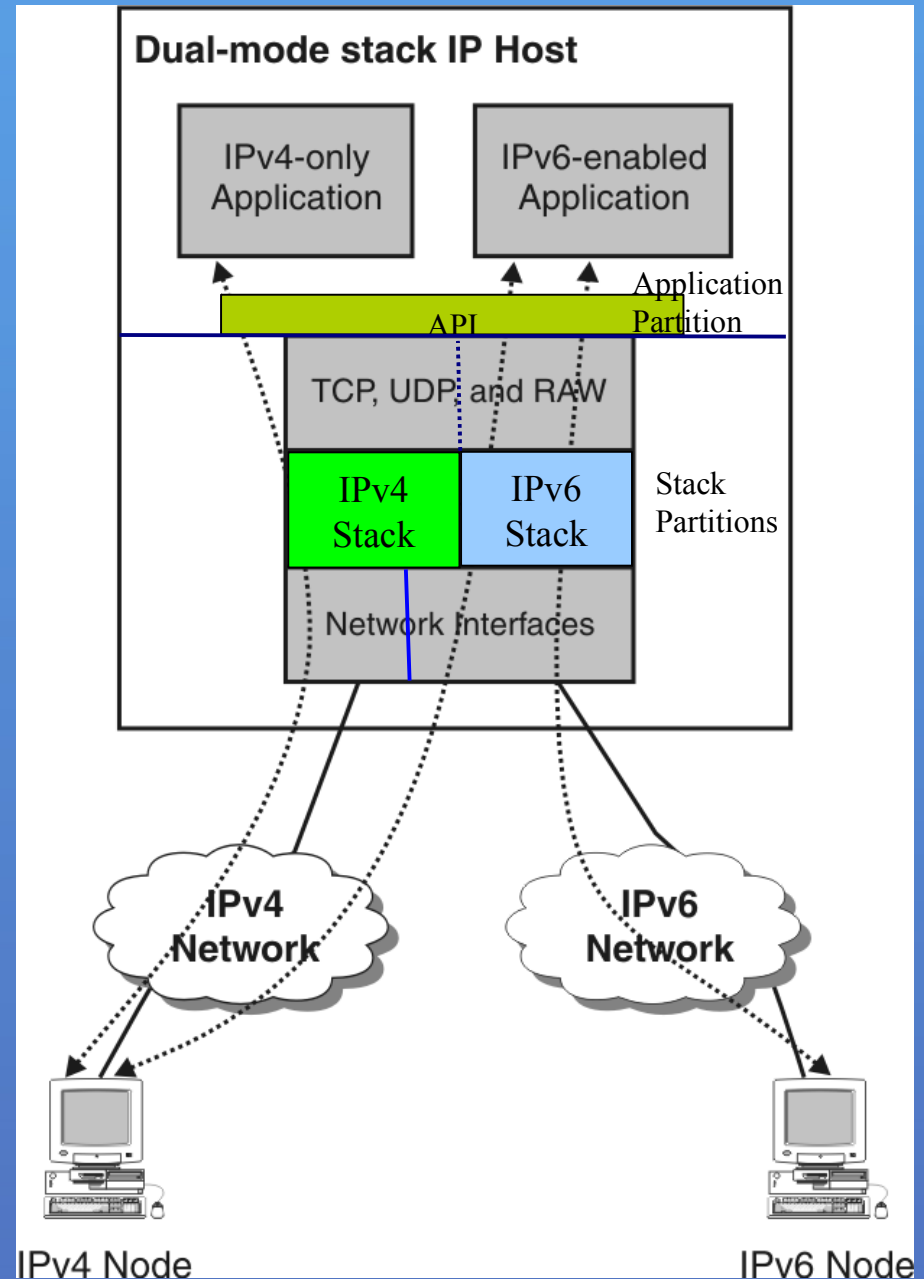 Dual-mode stack IP Host
IPv4-only
Application
IPv6-enabled
Application
Application
Partition
API
TCP, UDP, and RAW
IPv4
Stack
IPv6
Stack
Stack
Partitions
Network Interfaces
IPv4
Network
IPv6
Network
IPv4 Node
IPv6 Node